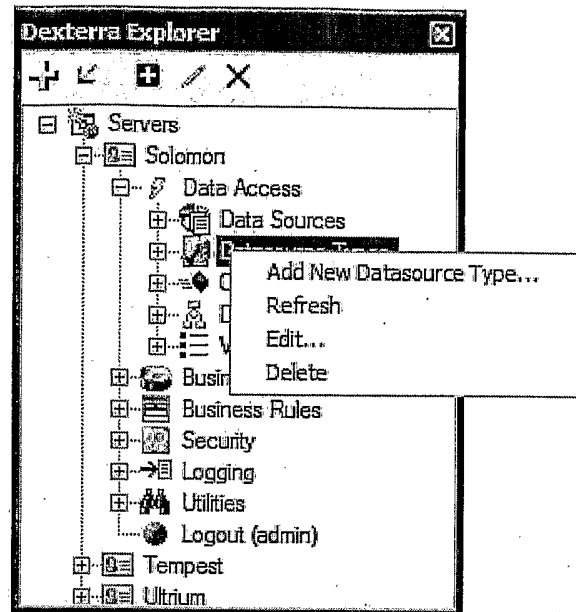 Dexterra Explorer
Servers
Solomon
Data Access
Data Sources
Add New Datasource Type...
Refresh
Edit...
Delete
Busin
Business Rules
Security
Logging
Utilities
Logout (admin)
Tempest
Ultrium